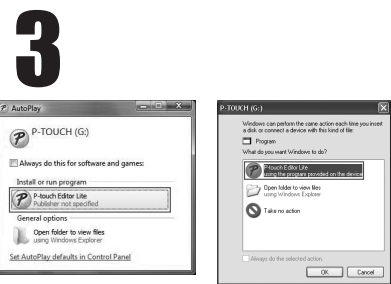 3
AutoPlay
P-TOUCH (G:)
Always do this for software and games:
Install or run program
P-touch Editor Lite
Publisher not specified
General options
Open folder to view files
using Windows Explorer
Set AutoPlay defaults in Control Panel
P-TOUCH (G:)
Windows can perform the same action each time you insert
a disk or connect a device with this kind of file:
Program
What do you want Windows to do?
P-touch Editor Lite
using the program provided on the device
Open folder to view files
using Windows Explorer
Take no action
Always do the selected action
OK
Cancel